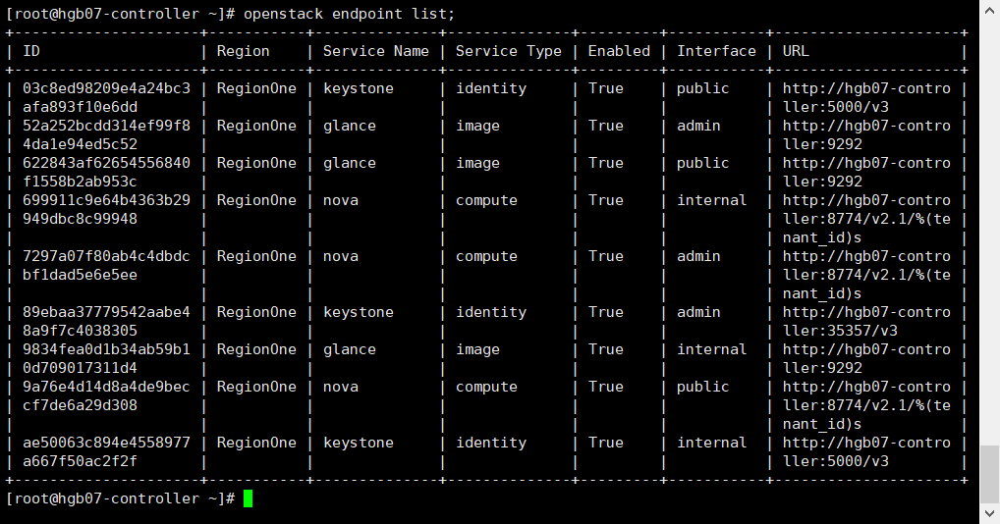 [root@hgb07-controller ~]# openstack endpoint list;
+----------------------+-----------+--------------+--------------+---------+-----------+----------------------+
| ID                   | Region    | Service Name | Service Type | Enabled | Interface | URL                  |
+----------------------+-----------+--------------+--------------+---------+-----------+----------------------+
| 03c8ed98209e4a24bc3  | RegionOne | keystone     | identity     | True    | public    | http://hgb07-contro  |
| afa893f10e6dd        |           |              |              |         |           | ller:5000/v3         |
| 52a252bcdd314ef99f8  | RegionOne | glance       | image        | True    | admin     | http://hgb07-contro  |
| 4da1e94ed5c52        |           |              |              |         |           | ller:9292            |
| 622843af62654556840  | RegionOne | glance       | image        | True    | public    | http://hgb07-contro  |
| f1558b2ab953c        |           |              |              |         |           | ller:9292            |
| 699911c9e64b4363b29  | RegionOne | nova         | compute      | True    | internal  | http://hgb07-contro  |
| 949dbc8c99948        |           |              |              |         |           | ller:8774/v2.1/%(te  |
|                      |           |              |              |         |           | nant_id)s            |
| 7297a07f80ab4c4dbdc  | RegionOne | nova         | compute      | True    | admin     | http://hgb07-contro  |
| bf1dad5e6e5ee        |           |              |              |         |           | ller:8774/v2.1/%(te  |
|                      |           |              |              |         |           | nant_id)s            |
| 89ebaa37779542aabe4  | RegionOne | keystone     | identity     | True    | admin     | http://hgb07-contro  |
| 8a9f7c4038305        |           |              |              |         |           | ller:35357/v3        |
| 9834fea0d1b34ab59b1  | RegionOne | glance       | image        | True    | internal  | http://hgb07-contro  |
| 0d709017311d4        |           |              |              |         |           | ller:9292            |
| 9a76e4d14d8a4de9bec  | RegionOne | nova         | compute      | True    | public    | http://hgb07-contro  |
| cf7de6a29d308        |           |              |              |         |           | ller:8774/v2.1/%(te  |
|                      |           |              |              |         |           | nant_id)s            |
| ae50063c894e4558977  | RegionOne | keystone     | identity     | True    | internal  | http://hgb07-contro  |
| a667f50ac2f2f        |           |              |              |         |           | ller:5000/v3         |
+----------------------+-----------+--------------+--------------+---------+-----------+----------------------+
[root@hgb07-controller ~]#